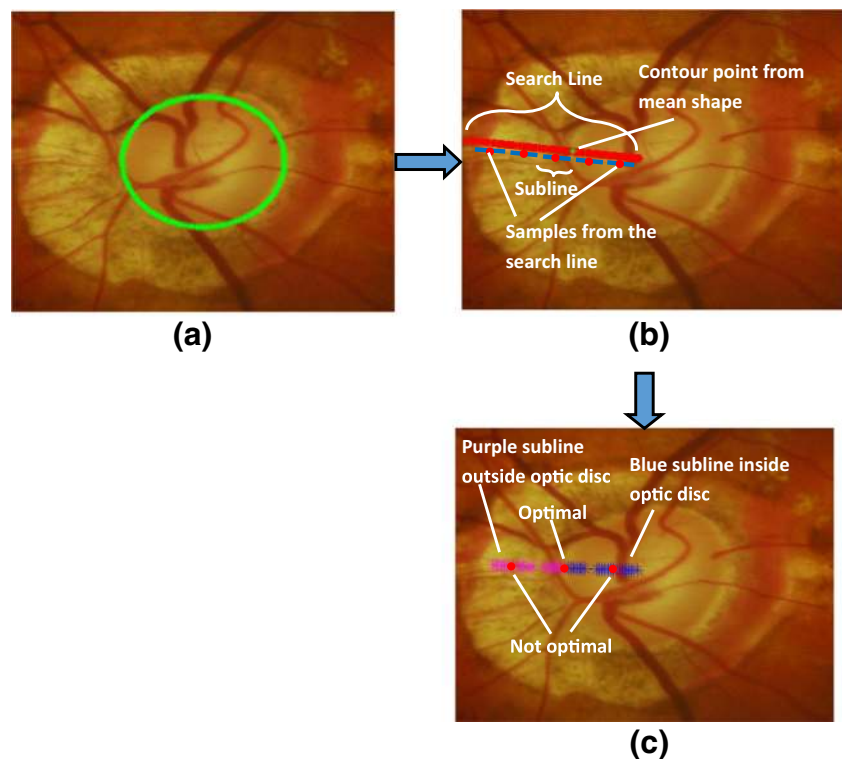 Search Line
Contour point from
mean shape
Subline
Samples from the
search line
(a)
(b)
Purple subline
outside optic disc
Blue subline inside
optic disc
Optimal
Not optimal
(c)